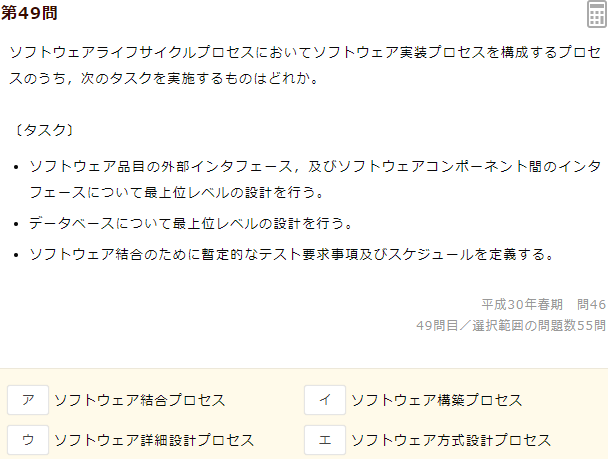 第49問
ソフトウェアライフサイクルプロセスにおいてソフトウェア実装プロセスを構成するプロセ
スのうち，次のタスクを実施するものはどれか。
〔タスク〕
• ソフトウェア品目の外部インタフェース，及びソフトウェアコンポーネント間のインタ
フェースについて最上位レベルの設計を行う。
• データベースについて最上位レベルの設計を行う。
• ソフトウェア結合のために暫定的なテスト要求事項及びスケジュールを定義する。
平成30年春期　問46
49問目／選択範囲の問題数55問
ア ソフトウェア結合プロセス
イ ソフトウェア構築プロセス
ウ ソフトウェア詳細設計プロセス
エ ソフトウェア方式設計プロセス